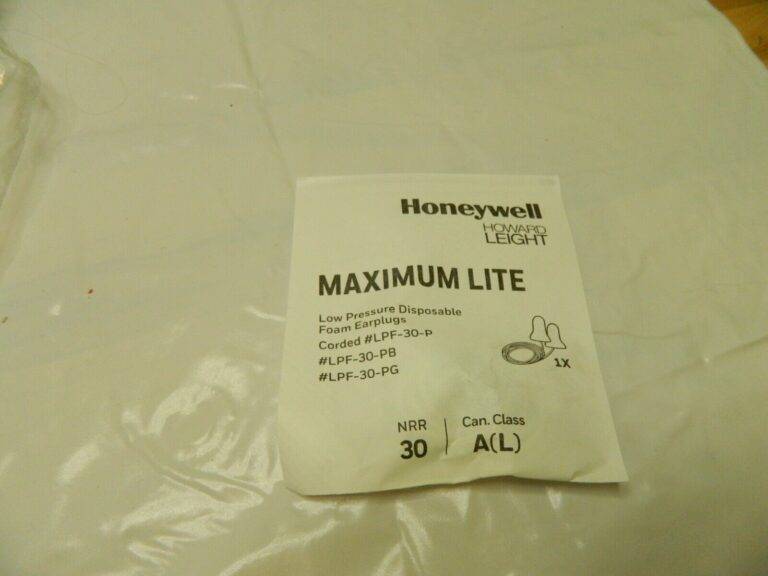 Honeywell
HOWARD
LEIGHT
MAXIMUM LITE
Low Pressure Disposable
Foam Earplugs
Corded #LPF-30-P
#LPF-30-PB
#LPF-30-PG
1X
NRR
30
Can. Class
A(L)